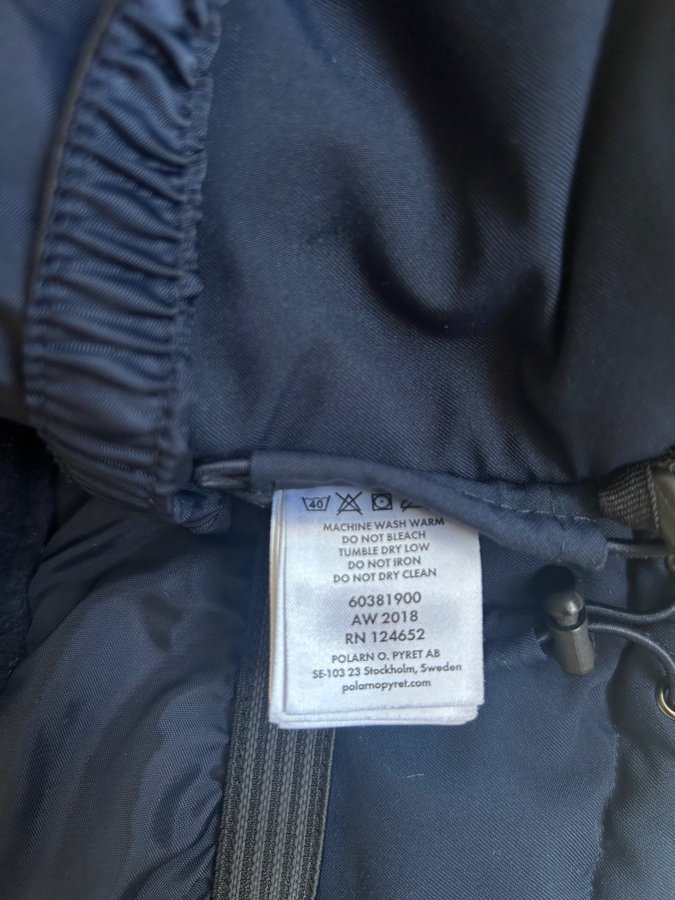 40
MACHINE WASH WARM
DO NOT BLEACH
TUMBLE DRY LOW
DO NOT IRON
DO NOT DRY CLEAN
60381900
AW 2018
RN 124652
POLARN O. PYRET AB
SE-103 23 Stockholm, Sweden
polarnopyret.com